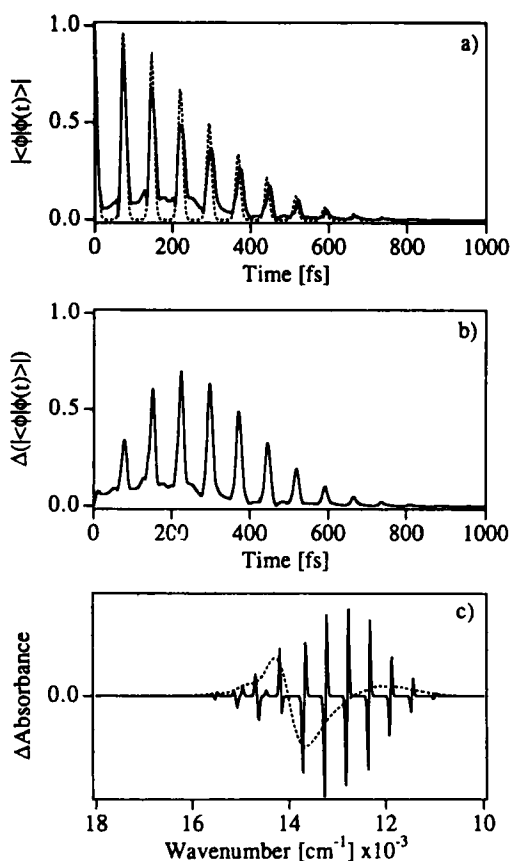 a)
|<ϕ|ϕ(t)>|
1.0
0.5
0.0
0 200 400 600 800 1000
Time [fs]
b)
Δ(|<ϕ|ϕ(t)>|)
1.0
0.5
0.0
0 200 400 600 800 1000
Time [fs]
c)
ΔAbsorbance
0.0
18 16 14 12 10
Wavenumber [cm⁻¹] ×10⁻³